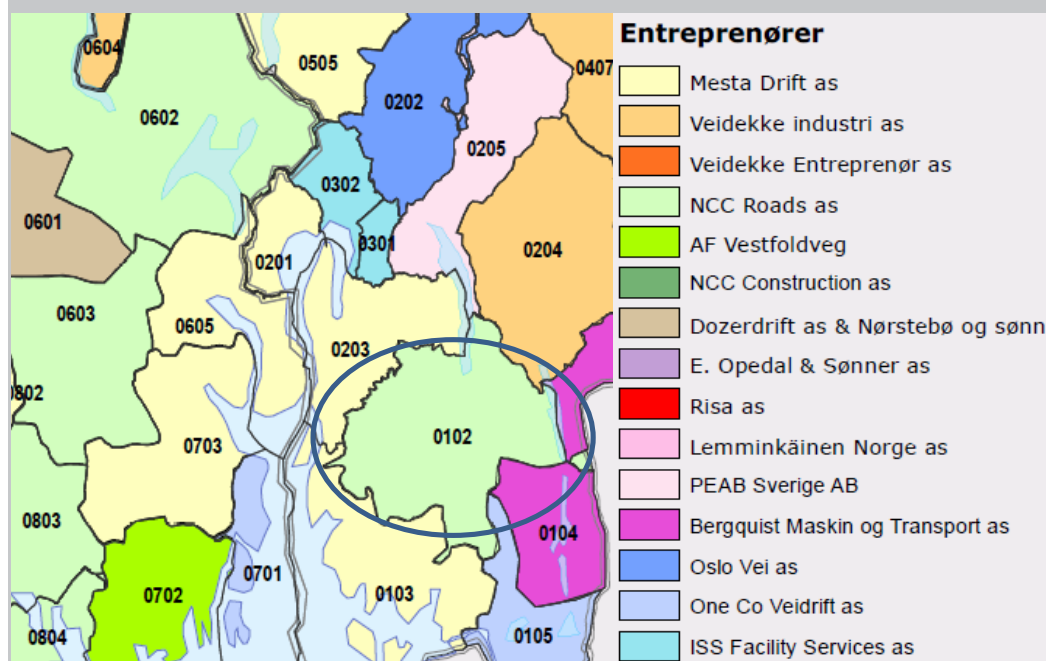 Entreprenører
Mesta Drift as
Veidekke industri as
Veidekke Entreprenør as
NCC Roads as
AF Vestfoldveg
NCC Construction as
Dozerdrift as & Nørstebø og sønn
E. Opedal & Sønner as
Risa as
Lemminkäinen Norge as
PEAB Sverige AB
Bergquist Maskin og Transport as
Oslo Vei as
One Co Veidrift as
ISS Facility Services as
0604
0505
0407
0202
0602
0205
0302
0601
0301
0204
0201
0603
0605
0203
0802
0102
0703
0803
0104
0701
0702
0103
0804
0105